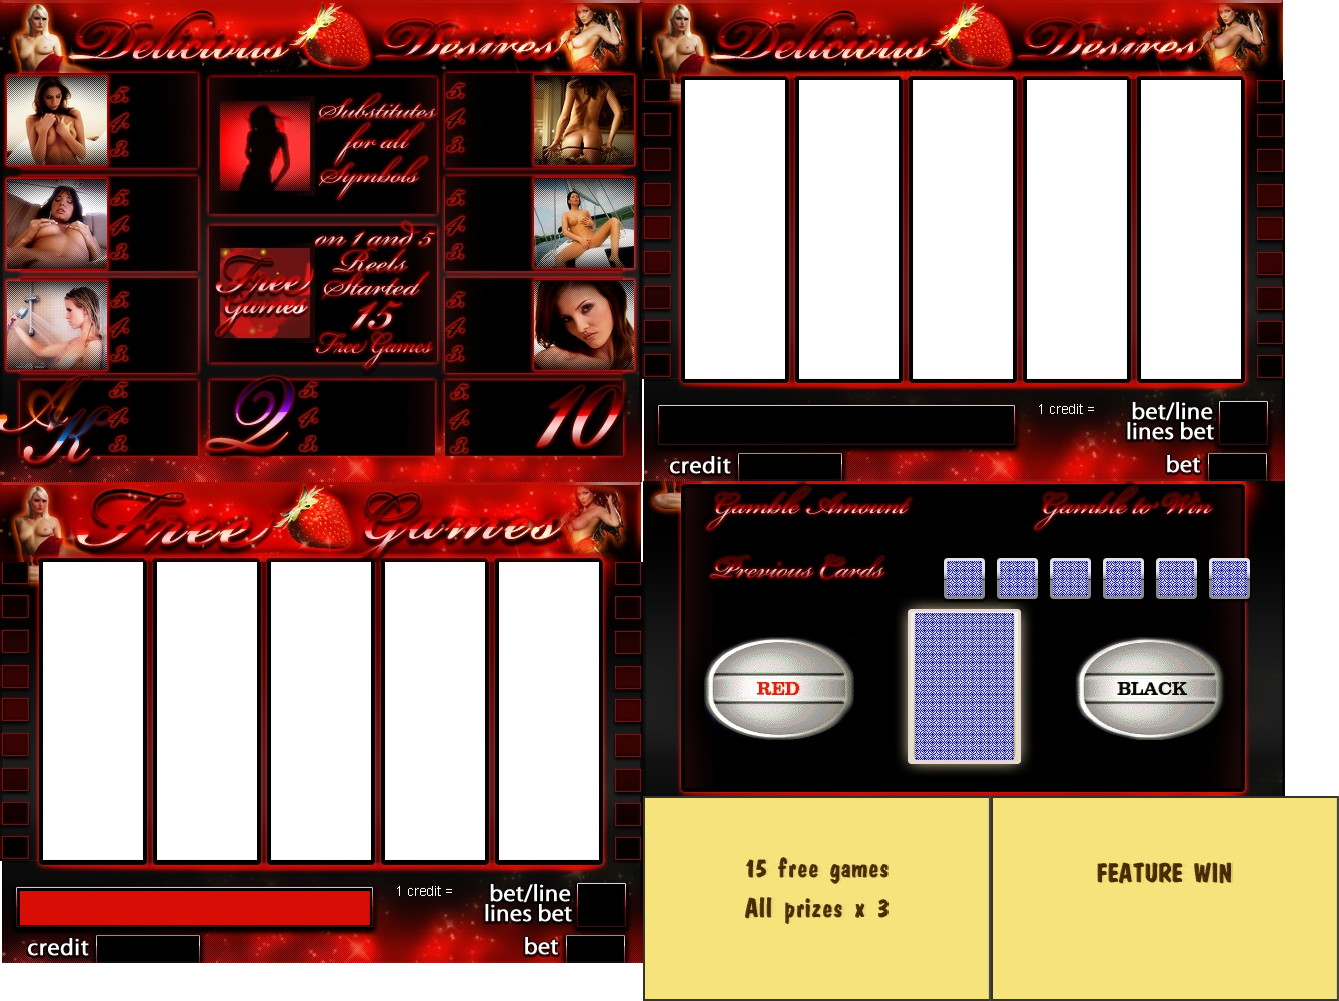 Delicious Desires
5.
4.
3.
Substitutes
for all
Symbols
5.
4.
3.
5.
4.
3.
5.
4.
3.
Free
Games
on 1 and 5
Reels
Started
15
Free Games
5.
4.
3.
5.
4.
3.
A K
5.
4.
3.
Q
5.
4.
3.
5.
4.
3.
10
Delicious Desires
1 credit =
bet/line
lines bet
credit
bet
Free Games
1 credit =
bet/line
lines bet
credit
bet
Gamble Amount
Gamble to Win
Previous Cards
RED
BLACK
15 free games
All prizes x 3
FEATURE WIN